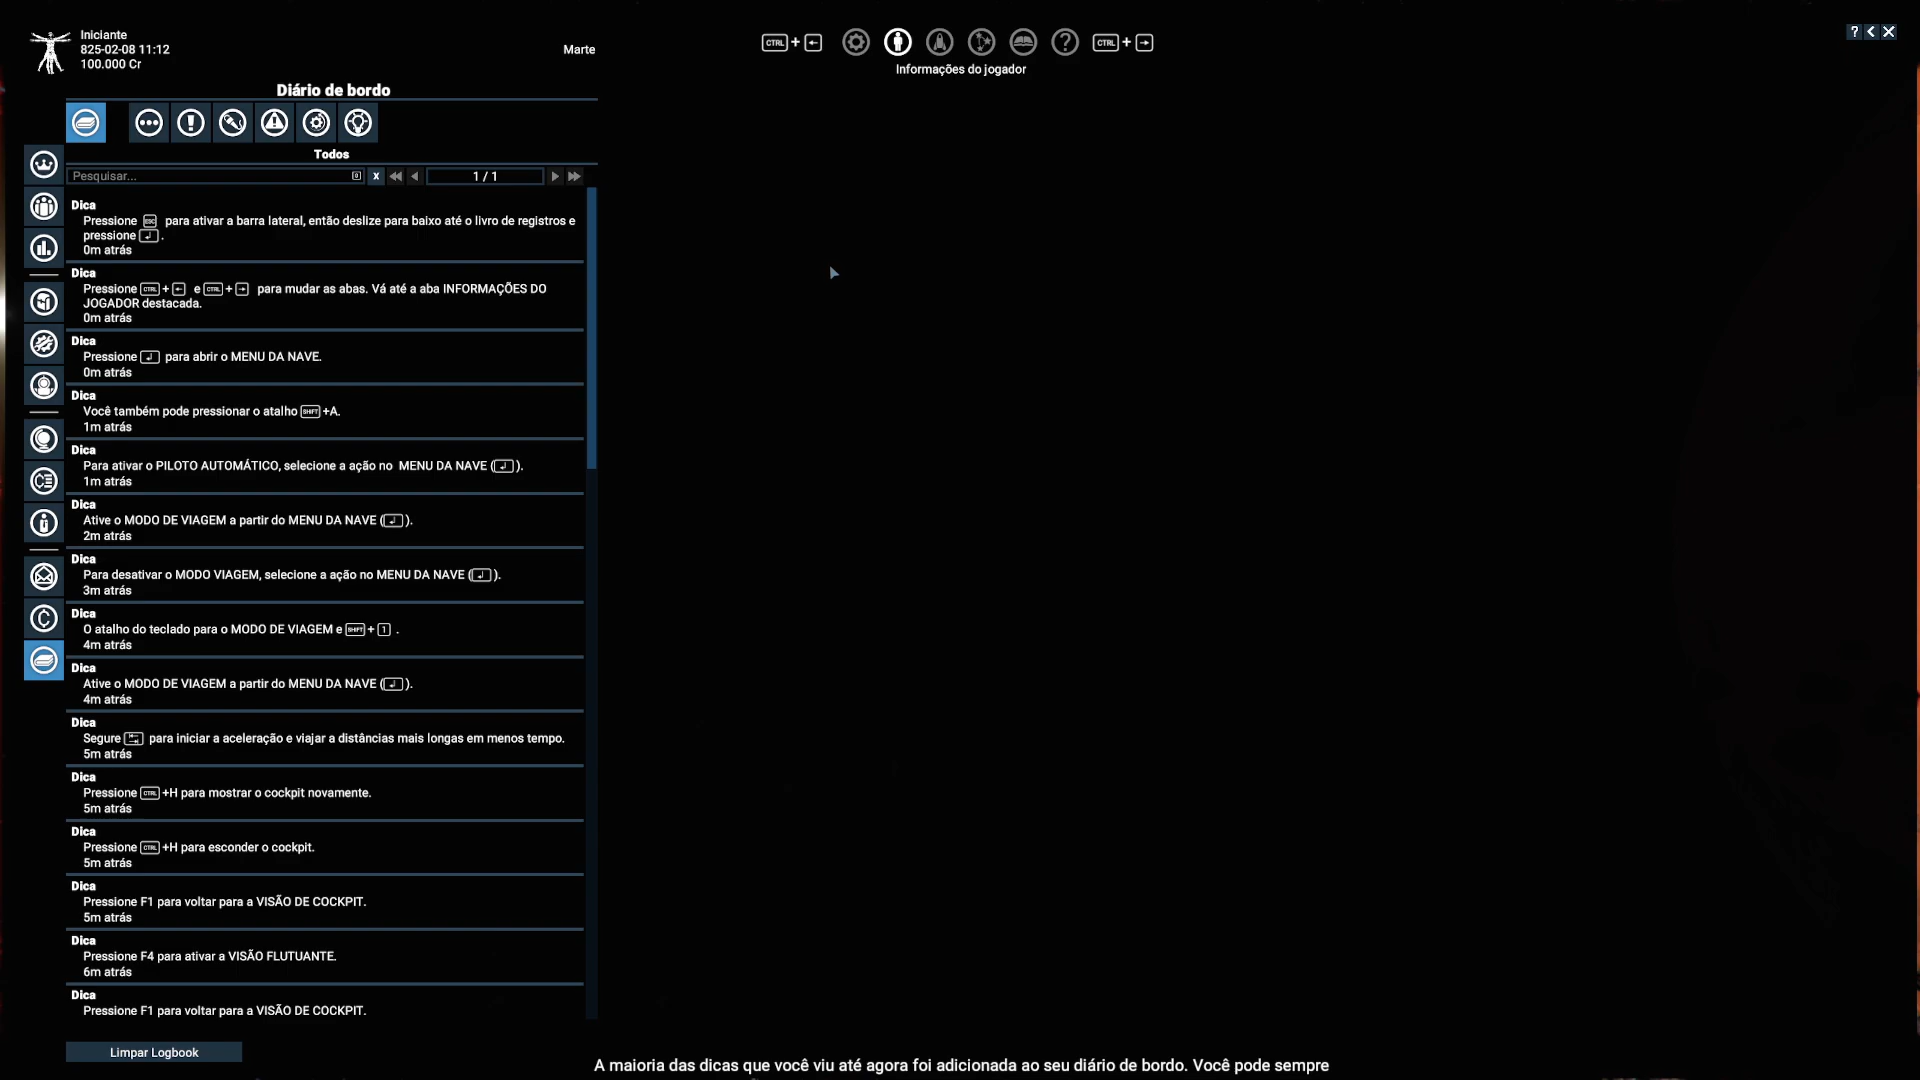 Iniciante
825-02-08 11:12
100.000 Cr
Marte
CTRL + ← CTRL + →
Informações do jogador
? < X
Diário de bordo
Todos
Pesquisar... x 1 / 1
Dica
Pressione ESC para ativar a barra lateral, então deslize para baixo até o livro de registros e
pressione ↲ .
0m atrás
Dica
Pressione CTRL + ← e CTRL + → para mudar as abas. Vá até a aba INFORMAÇÕES DO
JOGADOR destacada.
0m atrás
Dica
Pressione ↲ para abrir o MENU DA NAVE.
0m atrás
Dica
Você também pode pressionar o atalho SHIFT +A.
1m atrás
Dica
Para ativar o PILOTO AUTOMÁTICO, selecione a ação no MENU DA NAVE ( ↲ ).
1m atrás
Dica
Ative o MODO DE VIAGEM a partir do MENU DA NAVE ( ↲ ).
2m atrás
Dica
Para desativar o MODO VIAGEM, selecione a ação no MENU DA NAVE ( ↲ ).
3m atrás
Dica
O atalho do teclado para o MODO DE VIAGEM e SHIFT + 1 .
4m atrás
Dica
Ative o MODO DE VIAGEM a partir do MENU DA NAVE ( ↲ ).
4m atrás
Dica
Segure para iniciar a aceleração e viajar a distâncias mais longas em menos tempo.
5m atrás
Dica
Pressione CTRL +H para mostrar o cockpit novamente.
5m atrás
Dica
Pressione CTRL +H para esconder o cockpit.
5m atrás
Dica
Pressione F1 para voltar para a VISÃO DE COCKPIT.
5m atrás
Dica
Pressione F4 para ativar a VISÃO FLUTUANTE.
6m atrás
Dica
Pressione F1 para voltar para a VISÃO DE COCKPIT.
Limpar Logbook
A maioria das dicas que você viu até agora foi adicionada ao seu diário de bordo. Você pode sempre